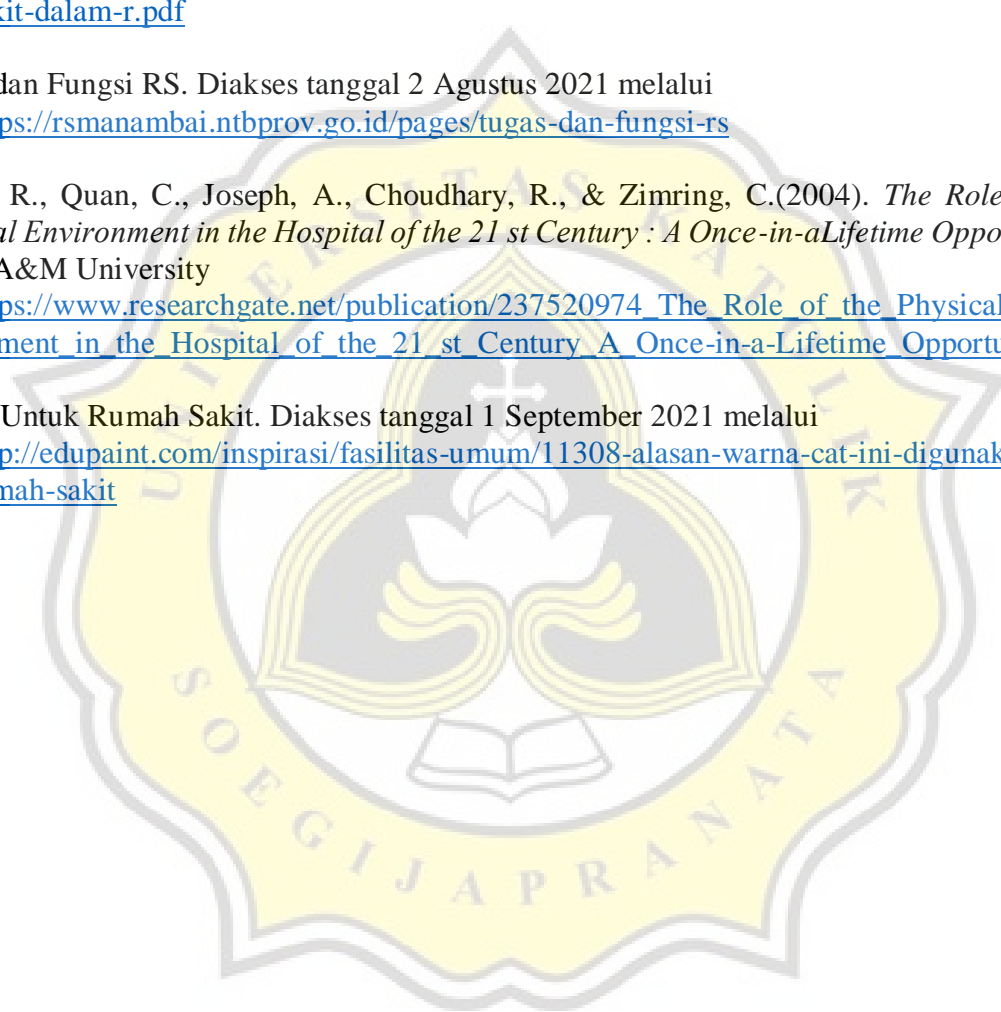 kit-dalam-r.pdf
dan Fungsi RS. Diakses tanggal 2 Agustus 2021 melalui
ps://rsmanambai.ntbprov.go.id/pages/tugas-dan-fungsi-rs
R., Quan, C., Joseph, A., Choudhary, R., & Zimring, C.(2004). The Role
al Environment in the Hospital of the 21 st Century : A Once-in-aLifetime Oppo
A&M University
ps://www.researchgate.net/publication/237520974_The_Role_of_the_Physical_
ment_in_the_Hospital_of_the_21_st_Century_A_Once-in-a-Lifetime_Opportu
Untuk Rumah Sakit. Diakses tanggal 1 September 2021 melalui
p://edupaint.com/inspirasi/fasilitas-umum/11308-alasan-warna-cat-ini-digunak
mah-sakit
UNIVERSITAS KATOLIK
SOEGIJAPRANATA